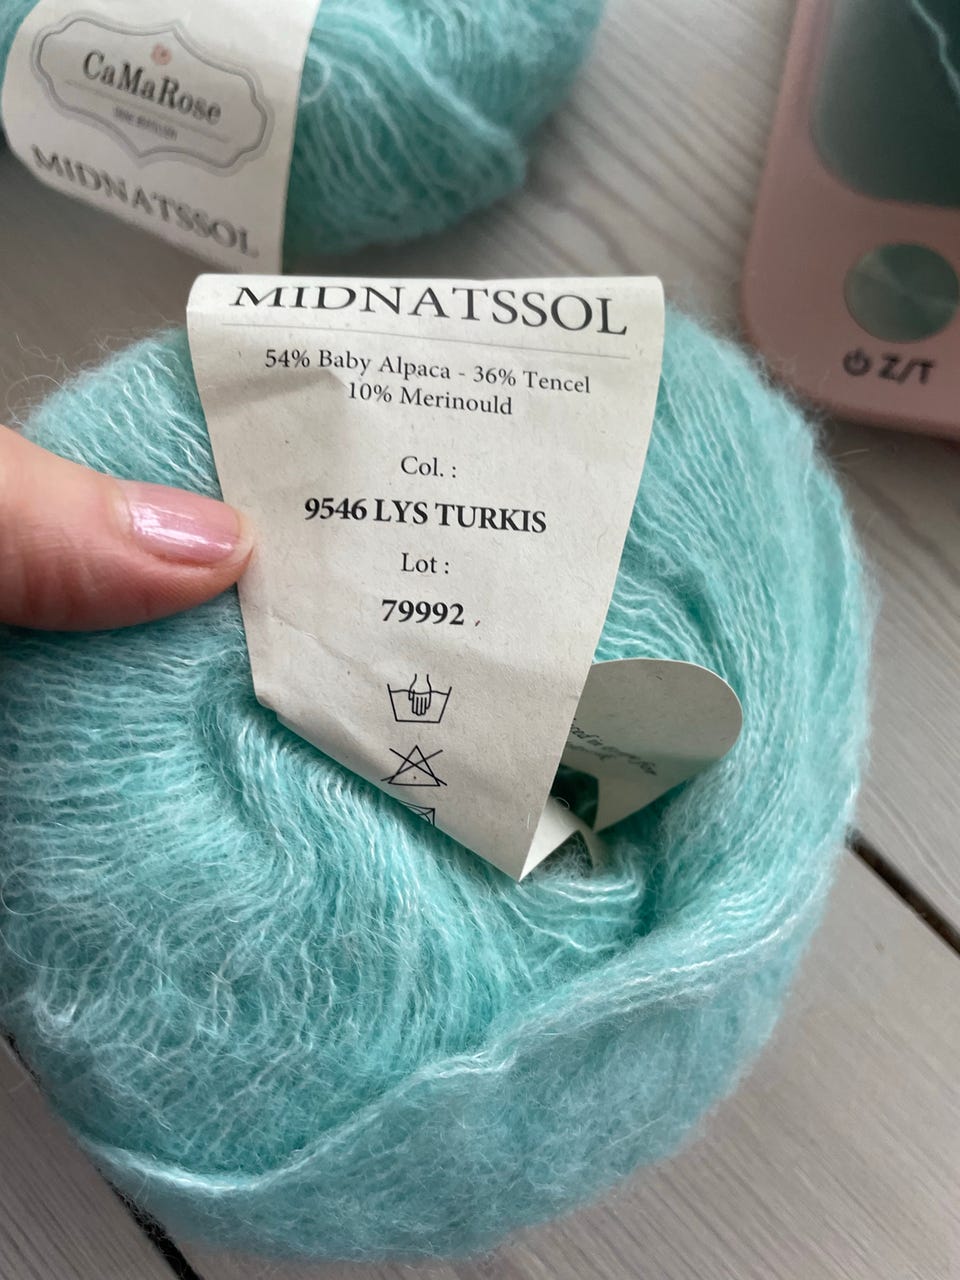 CaMaRose
MIDNATSSOL
MIDNATSSOL
54% Baby Alpaca - 36% Tencel
10% Merinould
Col. :
9546 LYS TURKIS
Lot :
79992
Z/T